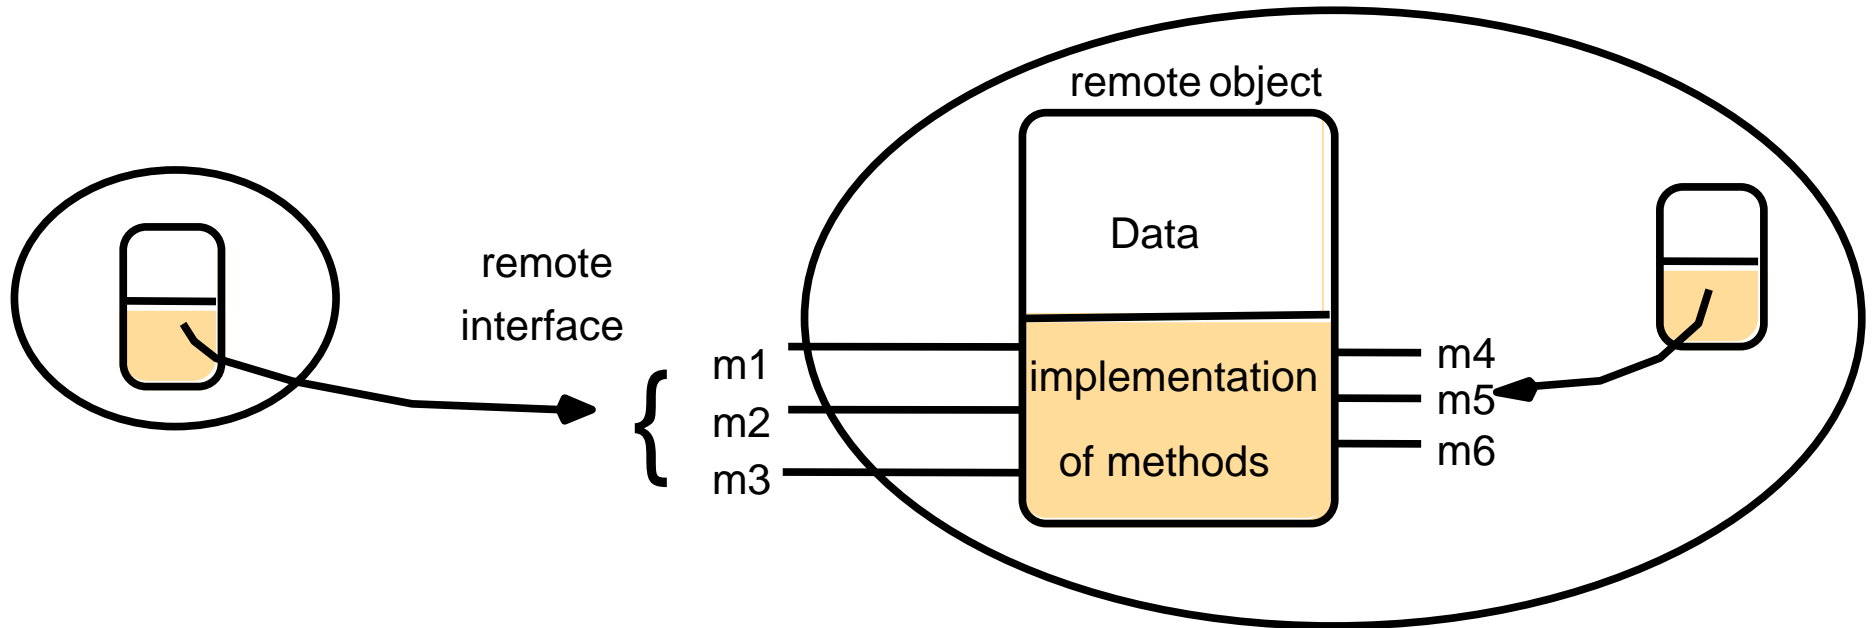 remote object
Data
remote
interface
m1
m2
m3
{
implementation
of methods
m4
m5
m6